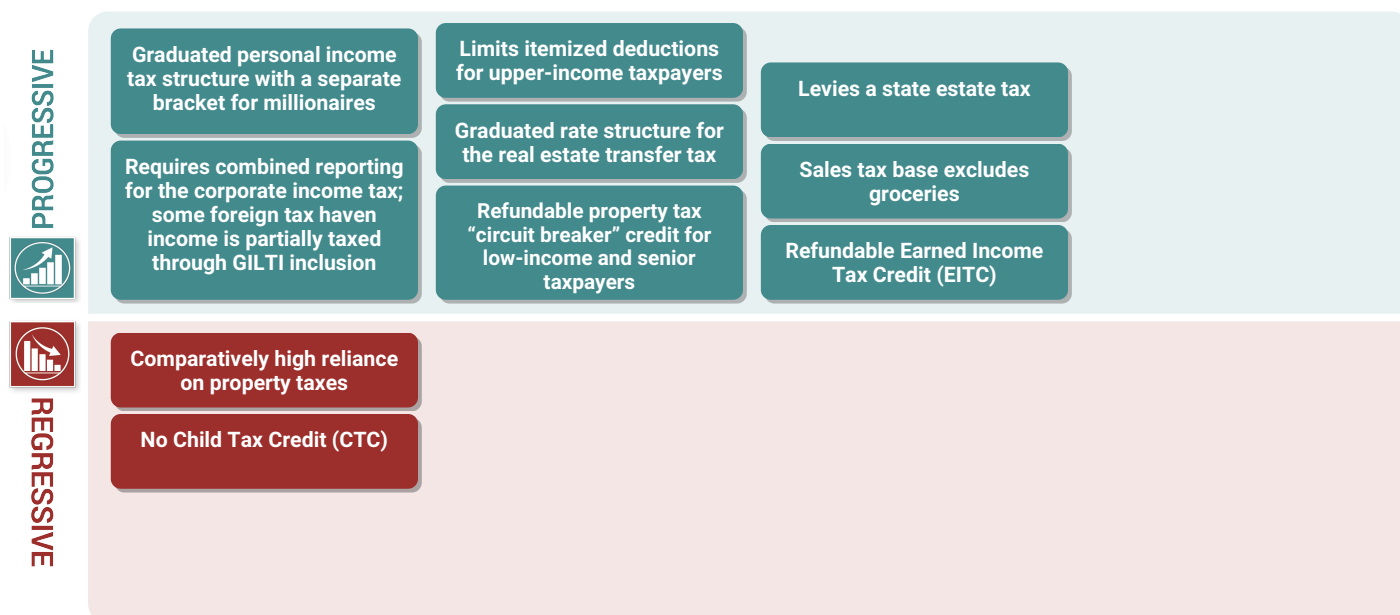 PROGRESSIVE
Graduated personal income
tax structure with a separate
bracket for millionaires
Requires combined reporting
for the corporate income tax;
some foreign tax haven
income is partially taxed
through GILTI inclusion
Limits itemized deductions
for upper-income taxpayers
Graduated rate structure for
the real estate transfer tax
Refundable property tax
“circuit breaker” credit for
low-income and senior
taxpayers
Levies a state estate tax
Sales tax base excludes
groceries
Refundable Earned Income
Tax Credit (EITC)
REGRESSIVE
Comparatively high reliance
on property taxes
No Child Tax Credit (CTC)